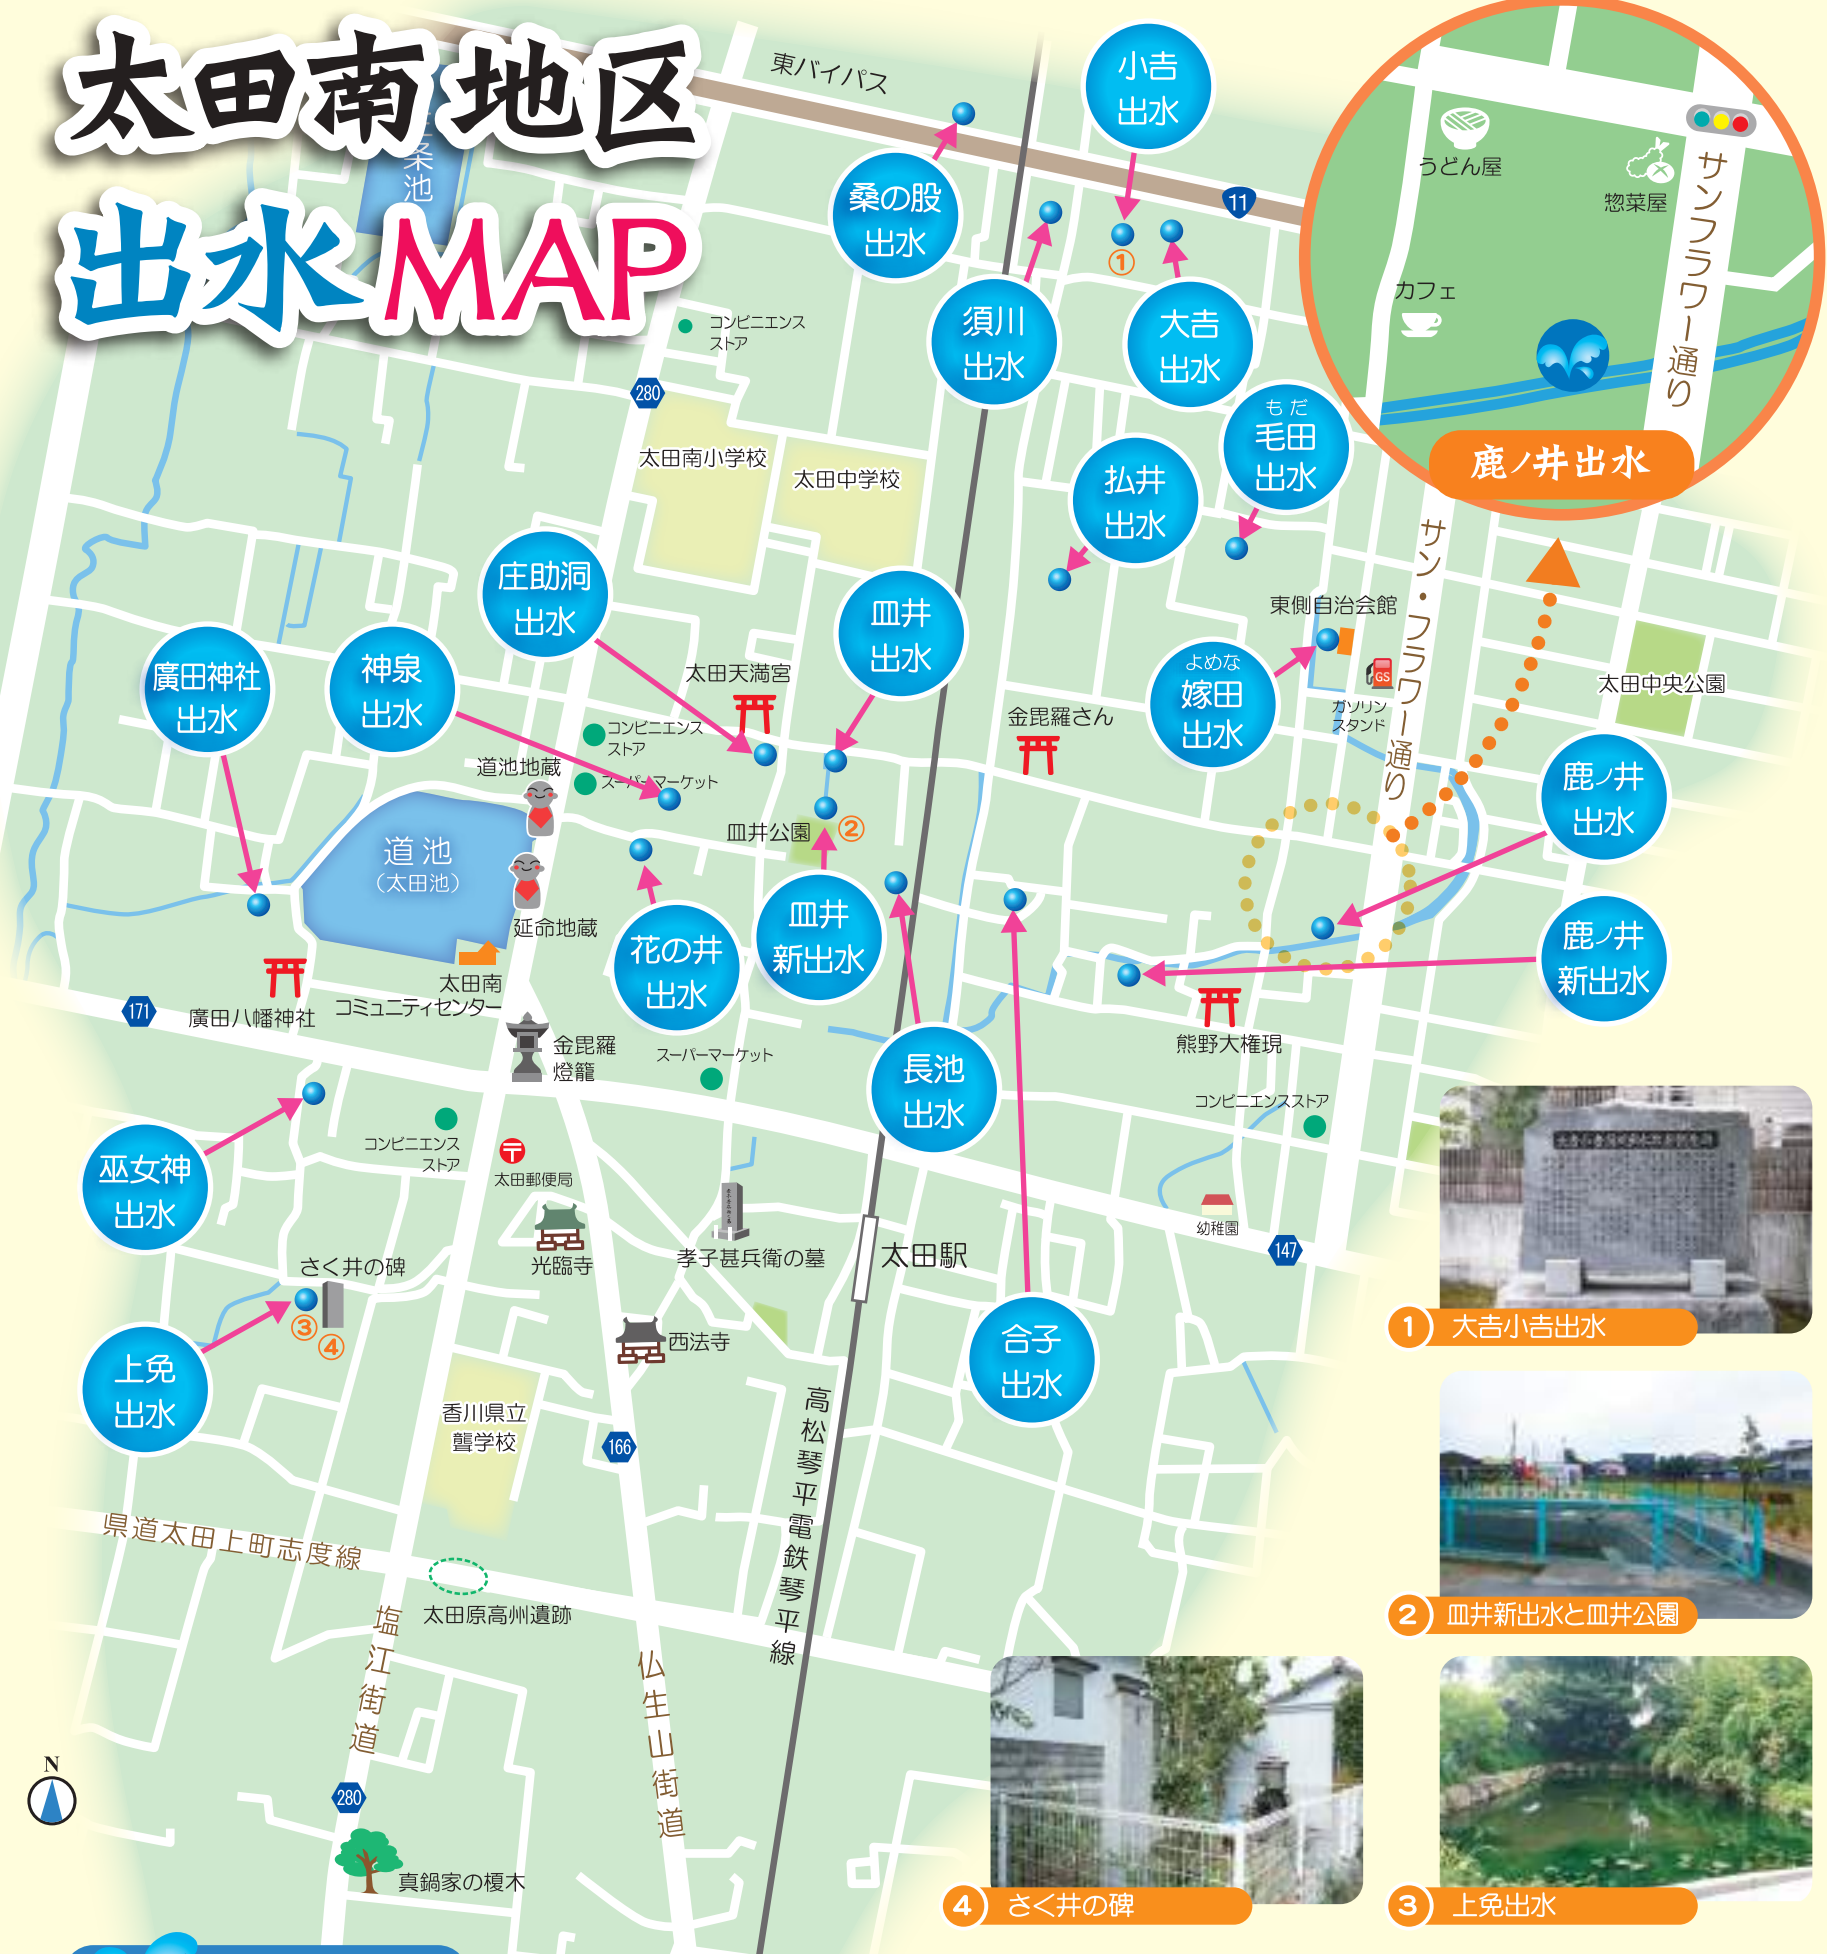 太田南地区
出水MAP
条池
東バイパス
小𠮷
出水
桑の股
出水
11
①
須川
出水
大𠮷
出水
うどん屋
惣菜屋
サンフラワー通り
カフェ
鹿ノ井出水
コンビニエンス
ストア
280
太田南小学校
太田中学校
もだ
毛田
出水
払井
出水
庄助洞
出水
皿井
出水
サン・フラワー通り
東側自治会館
ガソリン
スタンド
GS
太田中央公園
廣田神社
出水
神泉
出水
太田天満宮
金毘羅さん
よめな
嫁田
出水
コンビニエンス
ストア
道池地蔵
スーパーマーケット
鹿ノ井
出水
皿井公園
②
道池
（太田池）
延命地蔵
花の井
出水
皿井
新出水
鹿ノ井
新出水
太田南
コミュニティセンター
171
廣田八幡神社
金毘羅
燈籠
スーパーマーケット
長池
出水
熊野大権現
コンビニエンスストア
コンビニエンス
ストア
太田郵便局
巫女神
出水
幼稚園
147
さく井の碑
③
④
光臨寺
孝子甚兵衛の墓
太田駅
西法寺
上免
出水
合子
出水
① 大𠮷小𠮷出水
香川県立
聾学校
166
高松琴平電鉄琴平線
県道太田上町志度線
太田原高州遺跡
② 皿井新出水と皿井公園
塩江街道
仏生山街道
N
280
真鍋家の榎木
④ さく井の碑
③ 上免出水